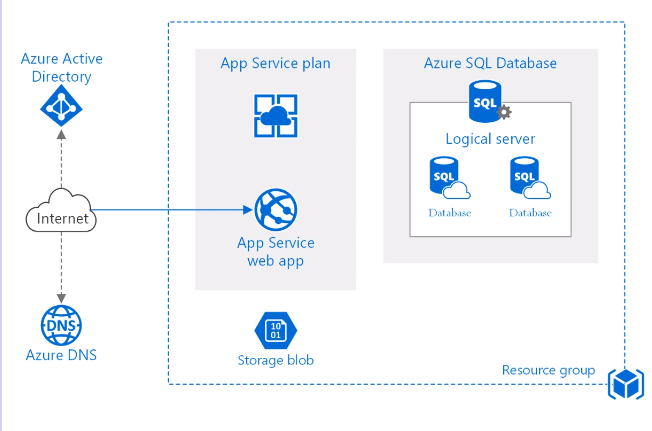 Azure Active
Directory
Internet
DNS
Azure DNS
App Service plan
App Service
web app
10
01
Storage blob
Azure SQL Database
SQL
Logical server
SQL
Database
SQL
Database
Resource group